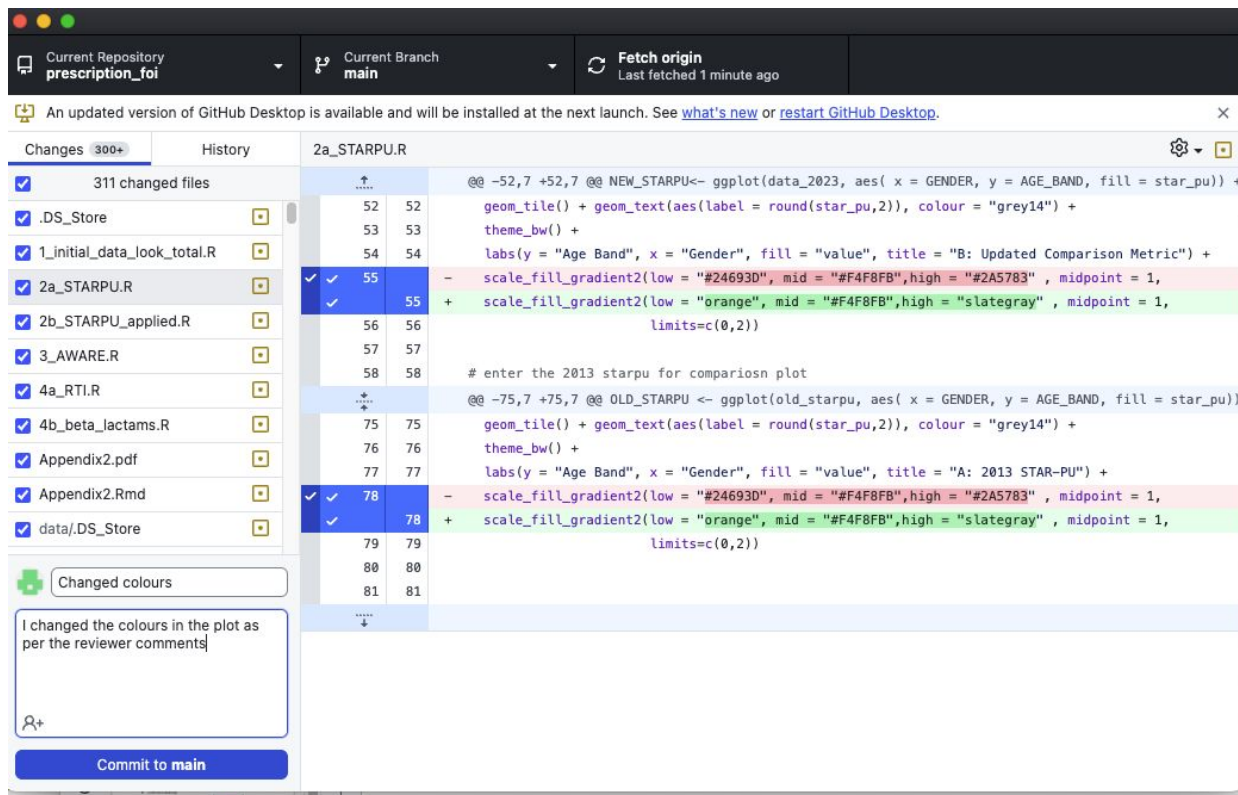 Current Repository
prescription_foi
Current Branch
main
Fetch origin
Last fetched 1 minute ago
An updated version of GitHub Desktop is available and will be installed at the next launch. See what's new or restart GitHub Desktop.
Changes 300+
History
2a_STARPU.R
311 changed files
.DS_Store
1_initial_data_look_total.R
2a_STARPU.R
2b_STARPU_applied.R
3_AWARE.R
4a_RTI.R
4b_beta_lactams.R
Appendix2.pdf
Appendix2.Rmd
data/.DS_Store
Changed colours
I changed the colours in the plot as
per the reviewer comments
Commit to main
@@ -52,7 +52,7 @@ NEW_STARPU<- ggplot(data_2023, aes( x = GENDER, y = AGE_BAND, fill = star_pu)) +
52 52 geom_tile() + geom_text(aes(label = round(star_pu,2)), colour = "grey14") +
53 53 theme_bw() +
54 54 labs(y = "Age Band", x = "Gender", fill = "value", title = "B: Updated Comparison Metric") +
55 - scale_fill_gradient2(low = "#24693D", mid = "#F4F8FB",high = "#2A5783" , midpoint = 1,
55 + scale_fill_gradient2(low = "orange", mid = "#F4F8FB",high = "slategray" , midpoint = 1,
56 56 limits=c(0,2))
57 57
58 58 # enter the 2013 starpu for compariosn plot
@@ -75,7 +75,7 @@ OLD_STARPU <- ggplot(old_starpu, aes( x = GENDER, y = AGE_BAND, fill = star_pu))
75 75 geom_tile() + geom_text(aes(label = round(star_pu,2)), colour = "grey14") +
76 76 theme_bw() +
77 77 labs(y = "Age Band", x = "Gender", fill = "value", title = "A: 2013 STAR-PU") +
78 - scale_fill_gradient2(low = "#24693D", mid = "#F4F8FB",high = "#2A5783" , midpoint = 1,
78 + scale_fill_gradient2(low = "orange", mid = "#F4F8FB",high = "slategray" , midpoint = 1,
79 79 limits=c(0,2))
80 80
81 81